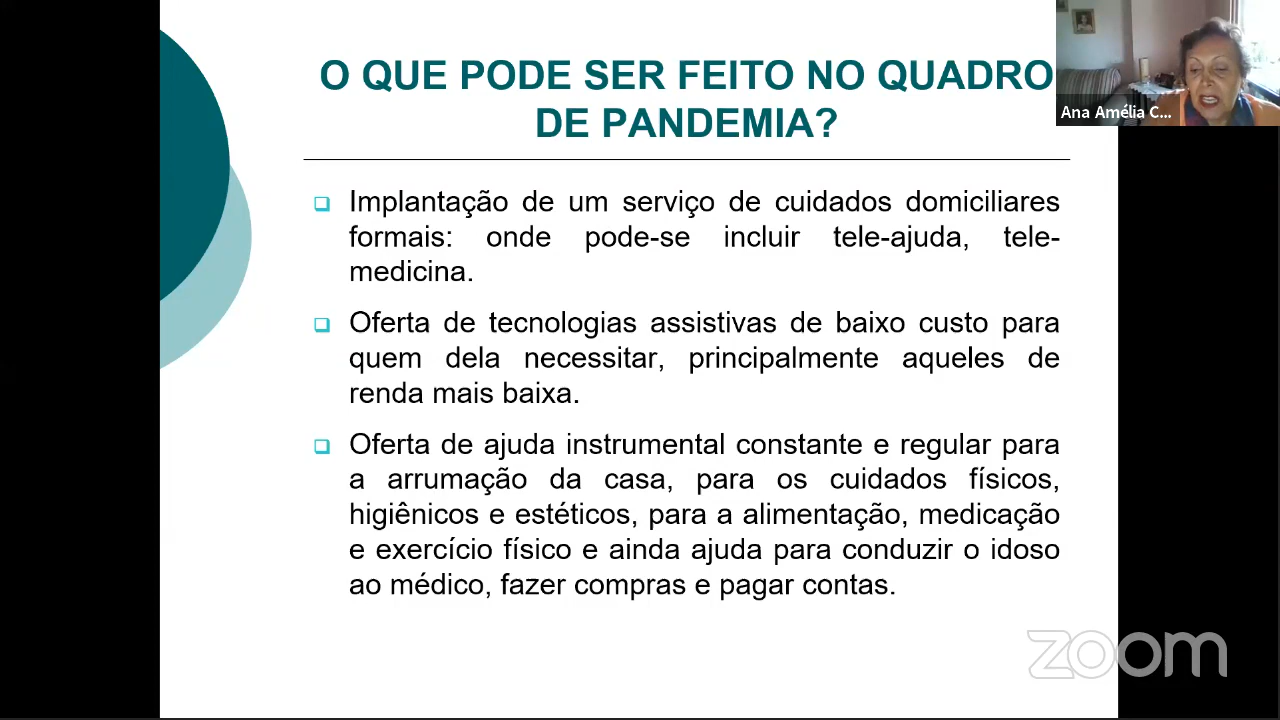 O QUE PODE SER FEITO NO QUADRO
DE PANDEMIA?
Ana Amélia C...
Implantação de um serviço de cuidados domiciliares
formais: onde pode-se incluir tele-ajuda, tele-
medicina.
Oferta de tecnologias assistivas de baixo custo para
quem dela necessitar, principalmente aqueles de
renda mais baixa.
Oferta de ajuda instrumental constante e regular para
a arrumação da casa, para os cuidados físicos,
higiênicos e estéticos, para a alimentação, medicação
e exercício físico e ainda ajuda para conduzir o idoso
ao médico, fazer compras e pagar contas.
zoom